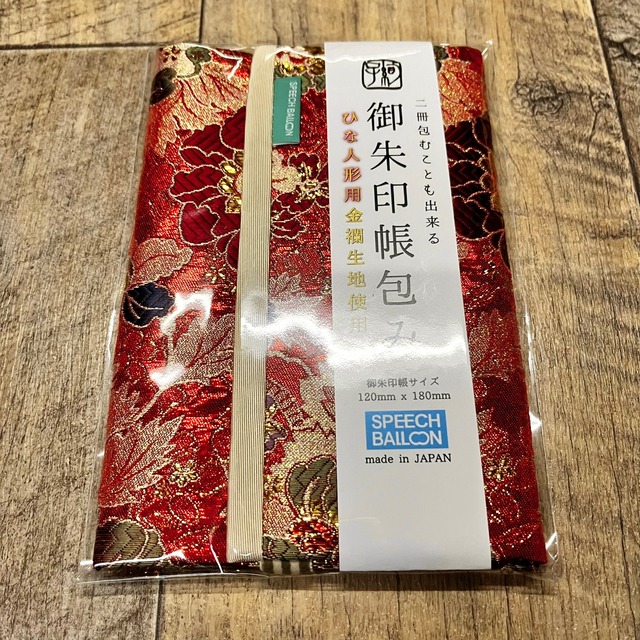 二冊包むことも出来る
御朱印帳包み
ひな人形用金襴生地使用
御朱印帳サイズ
120mm x 180mm
SPEECH
BALLOON
made in JAPAN
SPEECH BALLOON